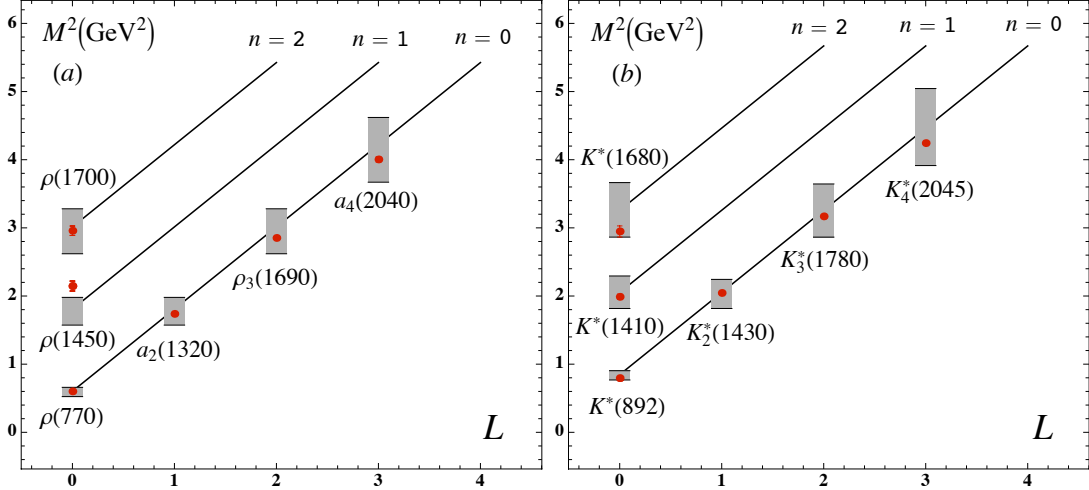 M²(GeV²)
n = 2
n = 1
n = 0
(a)
ρ(1700)
a₄(2040)
ρ₃(1690)
ρ(1450)
a₂(1320)
ρ(770)
L
6
5
4
3
2
1
0
0
1
2
3
4
M²(GeV²)
n = 2
n = 1
n = 0
(b)
K*(1680)
K₄*(2045)
K₃*(1780)
K*(1410)
K₂*(1430)
K*(892)
L
6
5
4
3
2
1
0
0
1
2
3
4